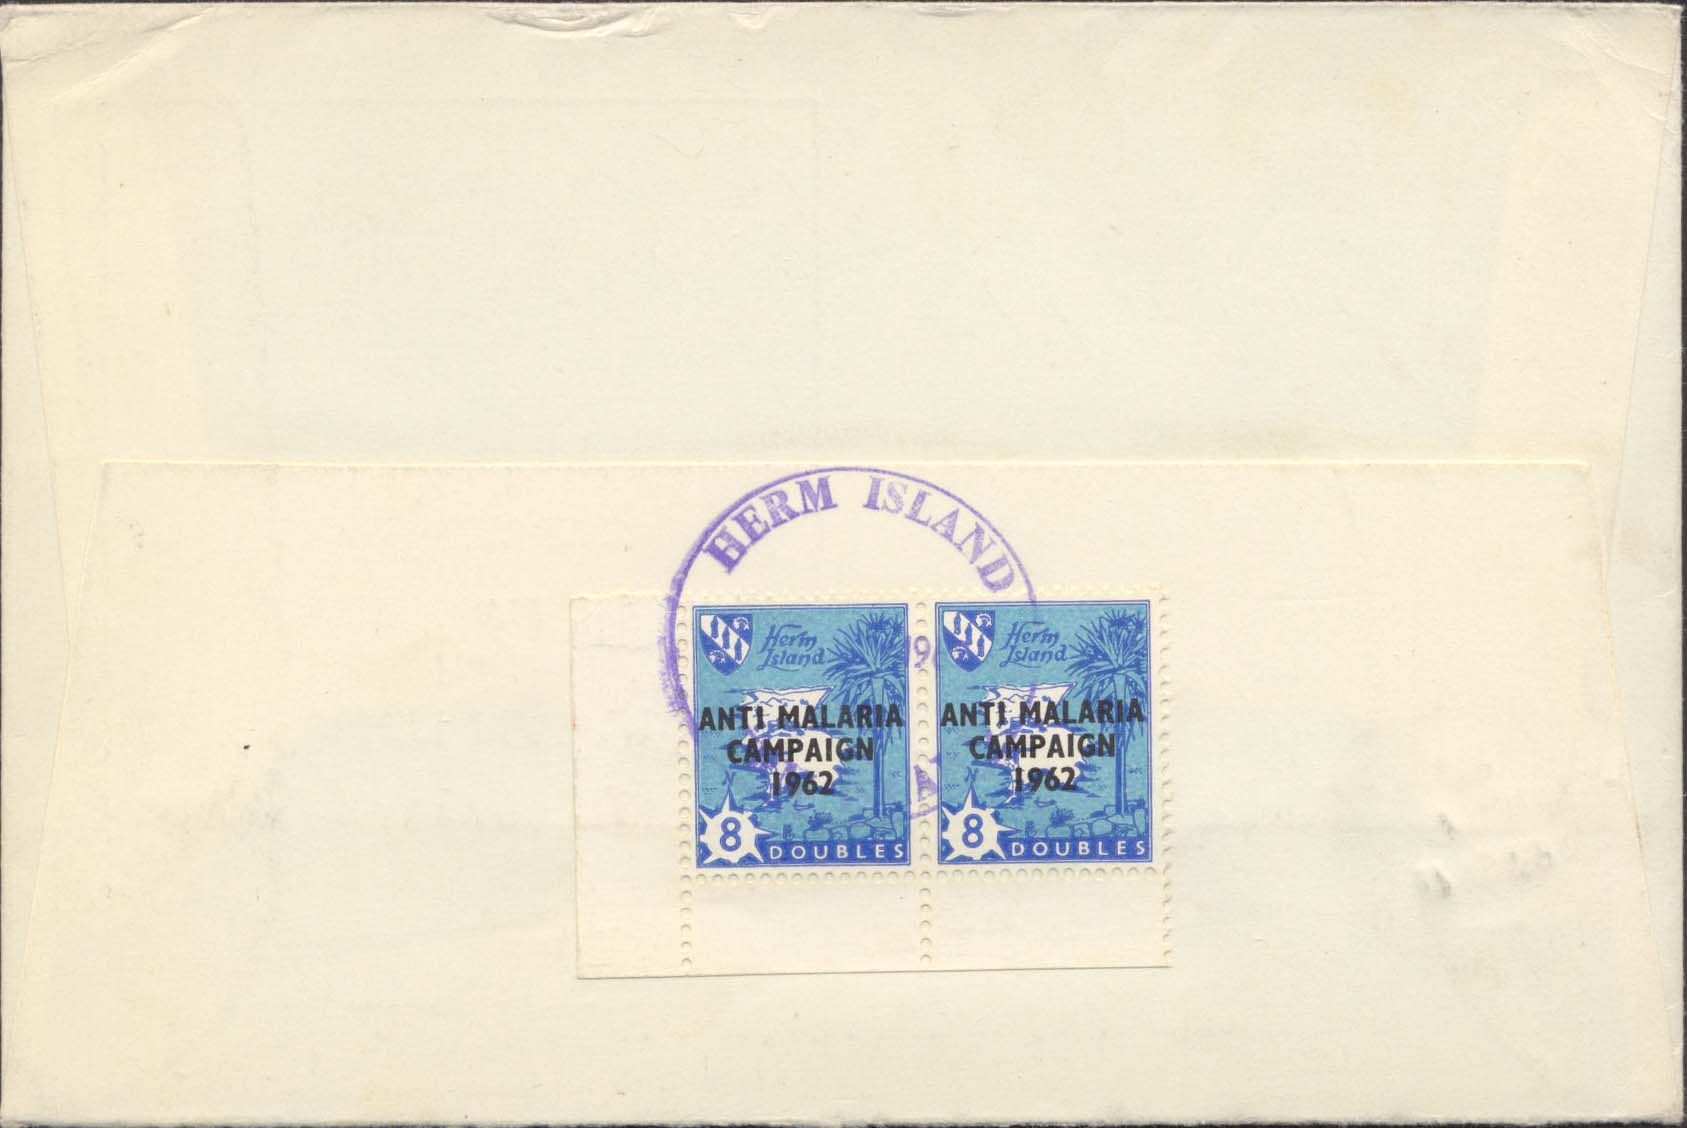 HERM ISLAND
Herm
Island
ANTI MALARIA
CAMPAIGN
1962
8
DOUBLES
Herm
Island
ANTI MALARIA
CAMPAIGN
1962
8
DOUBLES